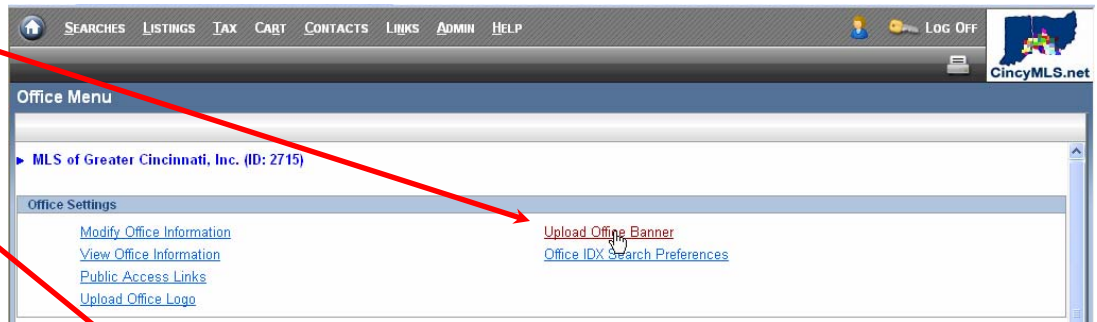 SEARCHES LISTINGS TAX CART CONTACTS LINKS ADMIN HELP LOG OFF
CincyMLS.net
Office Menu
MLS of Greater Cincinnati, Inc. (ID: 2715)
Office Settings
Modify Office Information Upload Office Banner
View Office Information Office IDX Search Preferences
Public Access Links
Upload Office Logo